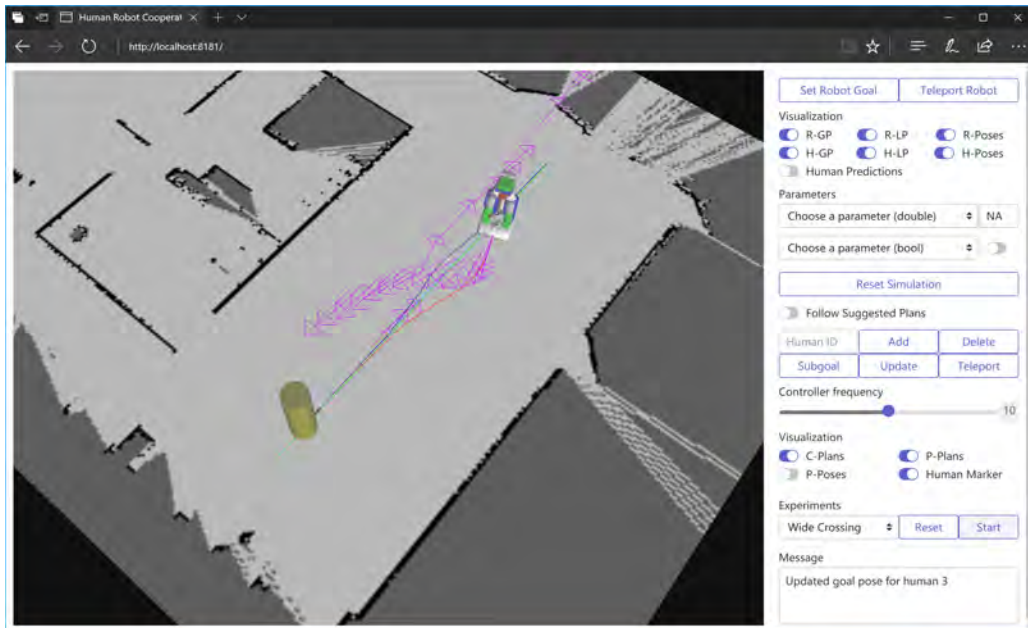 Human Robot Cooperat
http://localhost:8181/
Set Robot Goal Teleport Robot
Visualization
R-GP R-LP R-Poses
H-GP H-LP H-Poses
Human Predictions
Parameters
Choose a parameter (double) NA
Choose a parameter (bool)
Reset Simulation
Follow Suggested Plans
Human ID Add Delete
Subgoal Update Teleport
Controller frequency
10
Visualization
C-Plans P-Plans
P-Poses Human Marker
Experiments
Wide Crossing Reset Start
Message
Updated goal pose for human 3